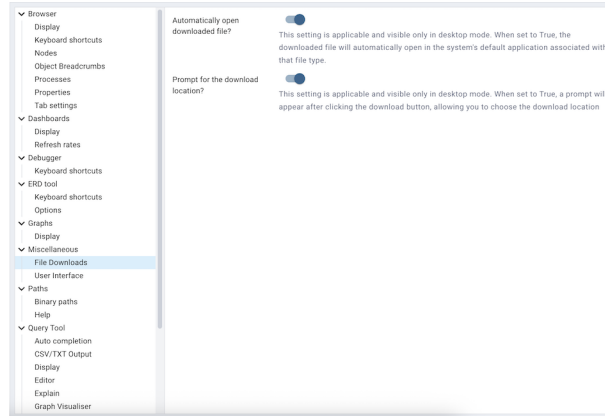 Browser
Display
Keyboard shortcuts
Nodes
Object Breadcrumbs
Processes
Properties
Tab settings
Dashboards
Display
Refresh rates
Debugger
Keyboard shortcuts
ERD tool
Keyboard shortcuts
Options
Graphs
Display
Miscellaneous
File Downloads
User Interface
Paths
Binary paths
Help
Query Tool
Auto completion
CSV/TXT Output
Display
Editor
Explain
Graph Visualiser
Automatically open
downloaded file?
This setting is applicable and visible only in desktop mode. When set to True, the
downloaded file will automatically open in the system's default application associated with
that file type.
Prompt for the download
location?
This setting is applicable and visible only in desktop mode. When set to True, a prompt will
appear after clicking the download button, allowing you to choose the download location